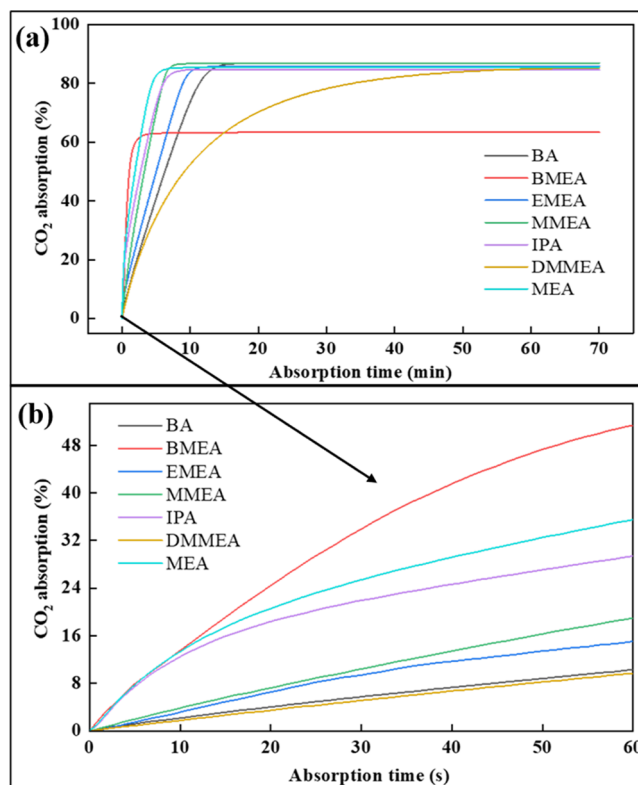 (a)
100
80
60
40
20
0
CO₂ absorption (%)
BA
BMEA
EMEA
MMEA
IPA
DMMEA
MEA
0 10 20 30 40 50 60 70
Absorption time (min)
(b)
48
40
32
24
16
8
0
CO₂ absorption (%)
BA
BMEA
EMEA
MMEA
IPA
DMMEA
MEA
0 10 20 30 40 50 60
Absorption time (s)